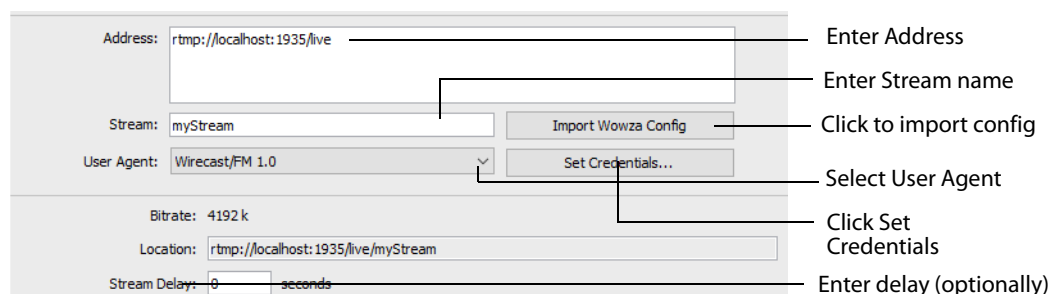 Address: rtmp://localhost:1935/live
Enter Address
Enter Stream name
Stream: myStream
Import Wowza Config
Click to import config
User Agent: Wirecast/FM 1.0
Set Credentials...
Select User Agent
Bitrate: 4192 k
Click Set
Credentials
Location: rtmp://localhost:1935/live/myStream
Stream Delay: 0 seconds
Enter delay (optionally)